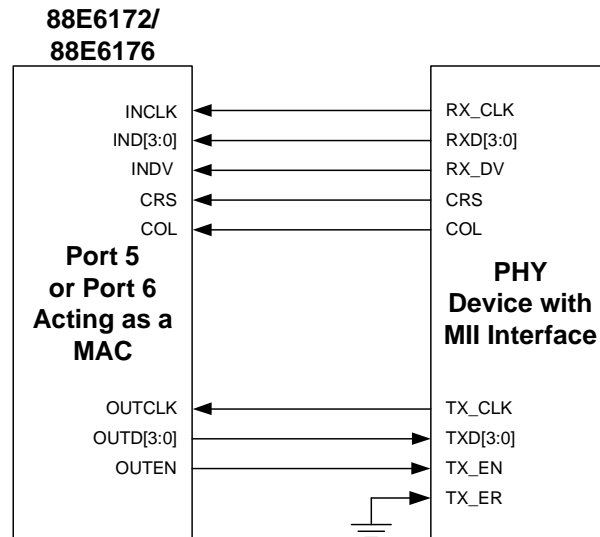 88E6172/
88E6176
INCLK
IND[3:0]
INDV
CRS
COL
Port 5
or Port 6
Acting as a
MAC
OUTCLK
OUTD[3:0]
OUTEN
RX_CLK
RXD[3:0]
RX_DV
CRS
COL
PHY
Device with
MII Interface
TX_CLK
TXD[3:0]
TX_EN
TX_ER